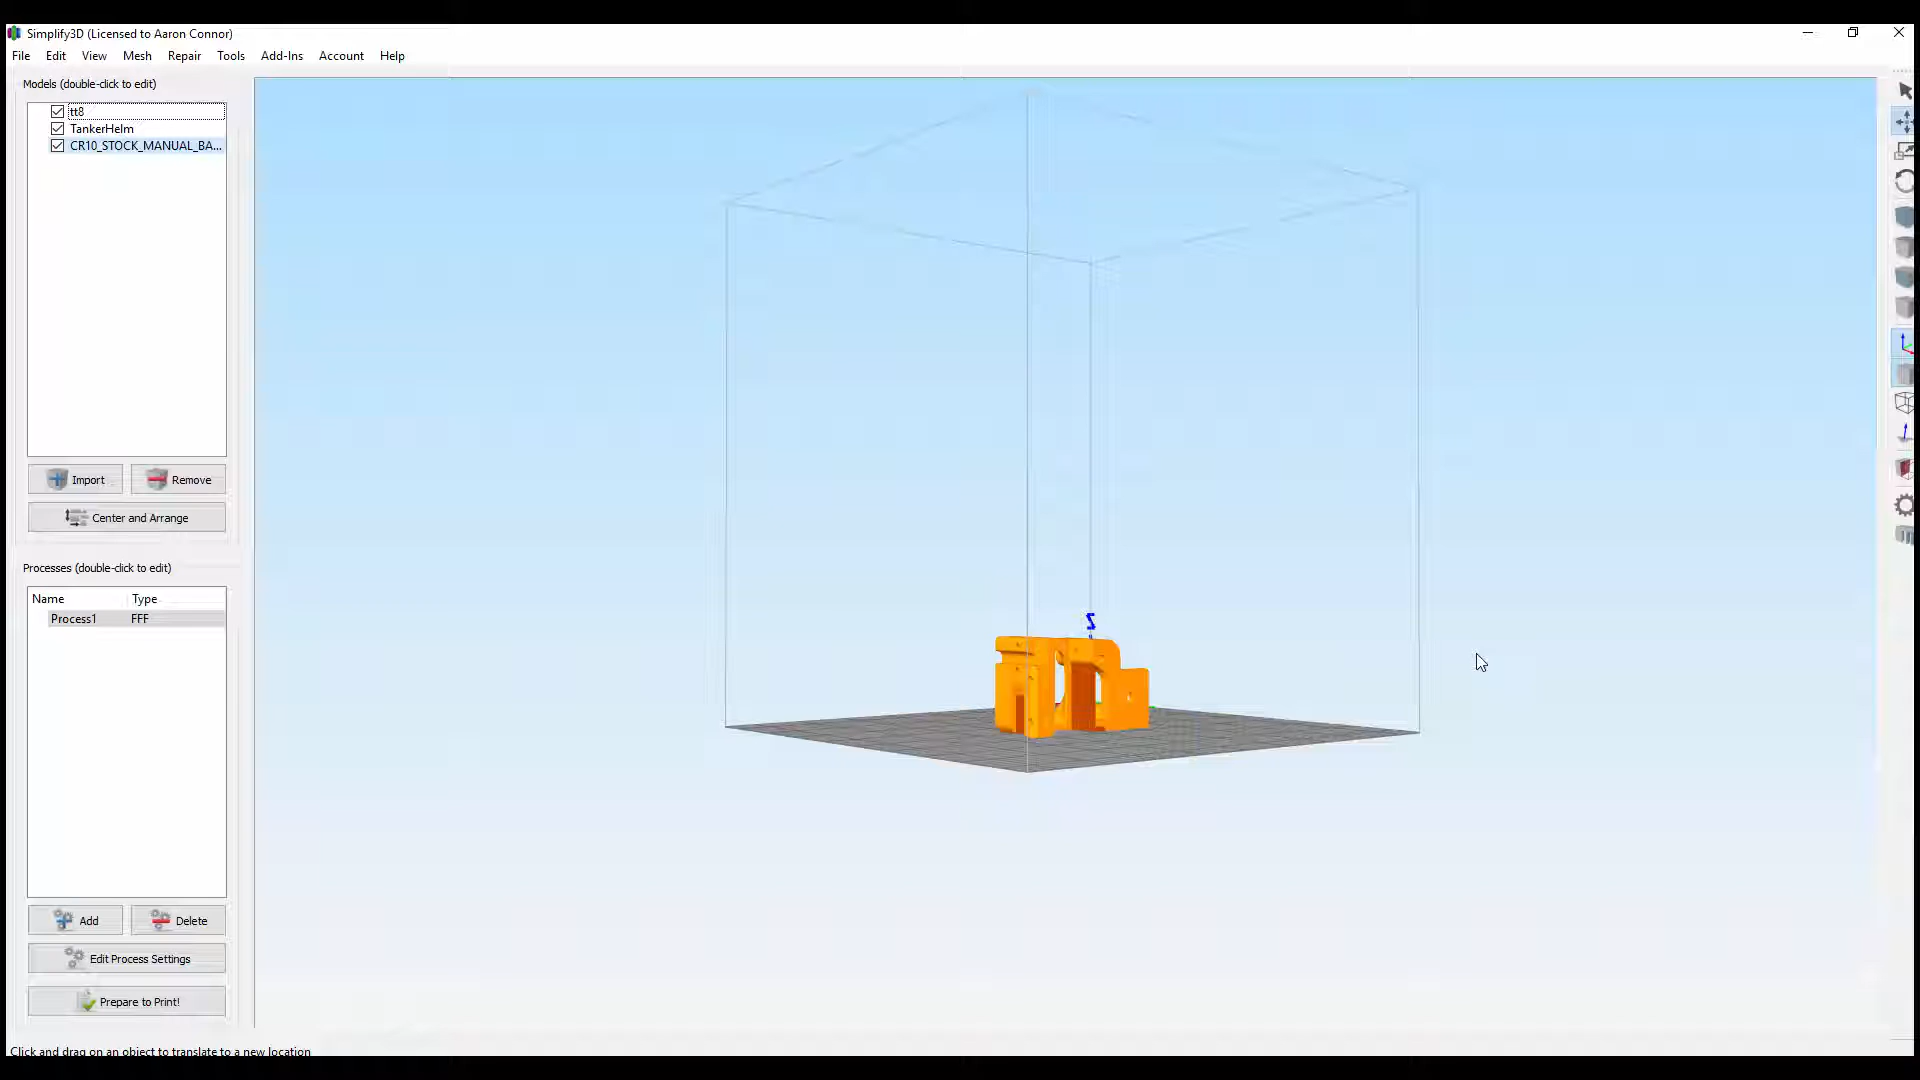 Simplify3D (Licensed to Aaron Connor)
File Edit View Mesh Repair Tools Add-Ins Account Help
Models (double-click to edit)
tt8
TankerHelm
CR10_STOCK_MANUAL_BA...
Import Remove
Center and Arrange
Processes (double-click to edit)
Name Type
Process1 FFF
Add Delete
Edit Process Settings
Prepare to Print!
Z
Click and drag on an object to translate to a new location